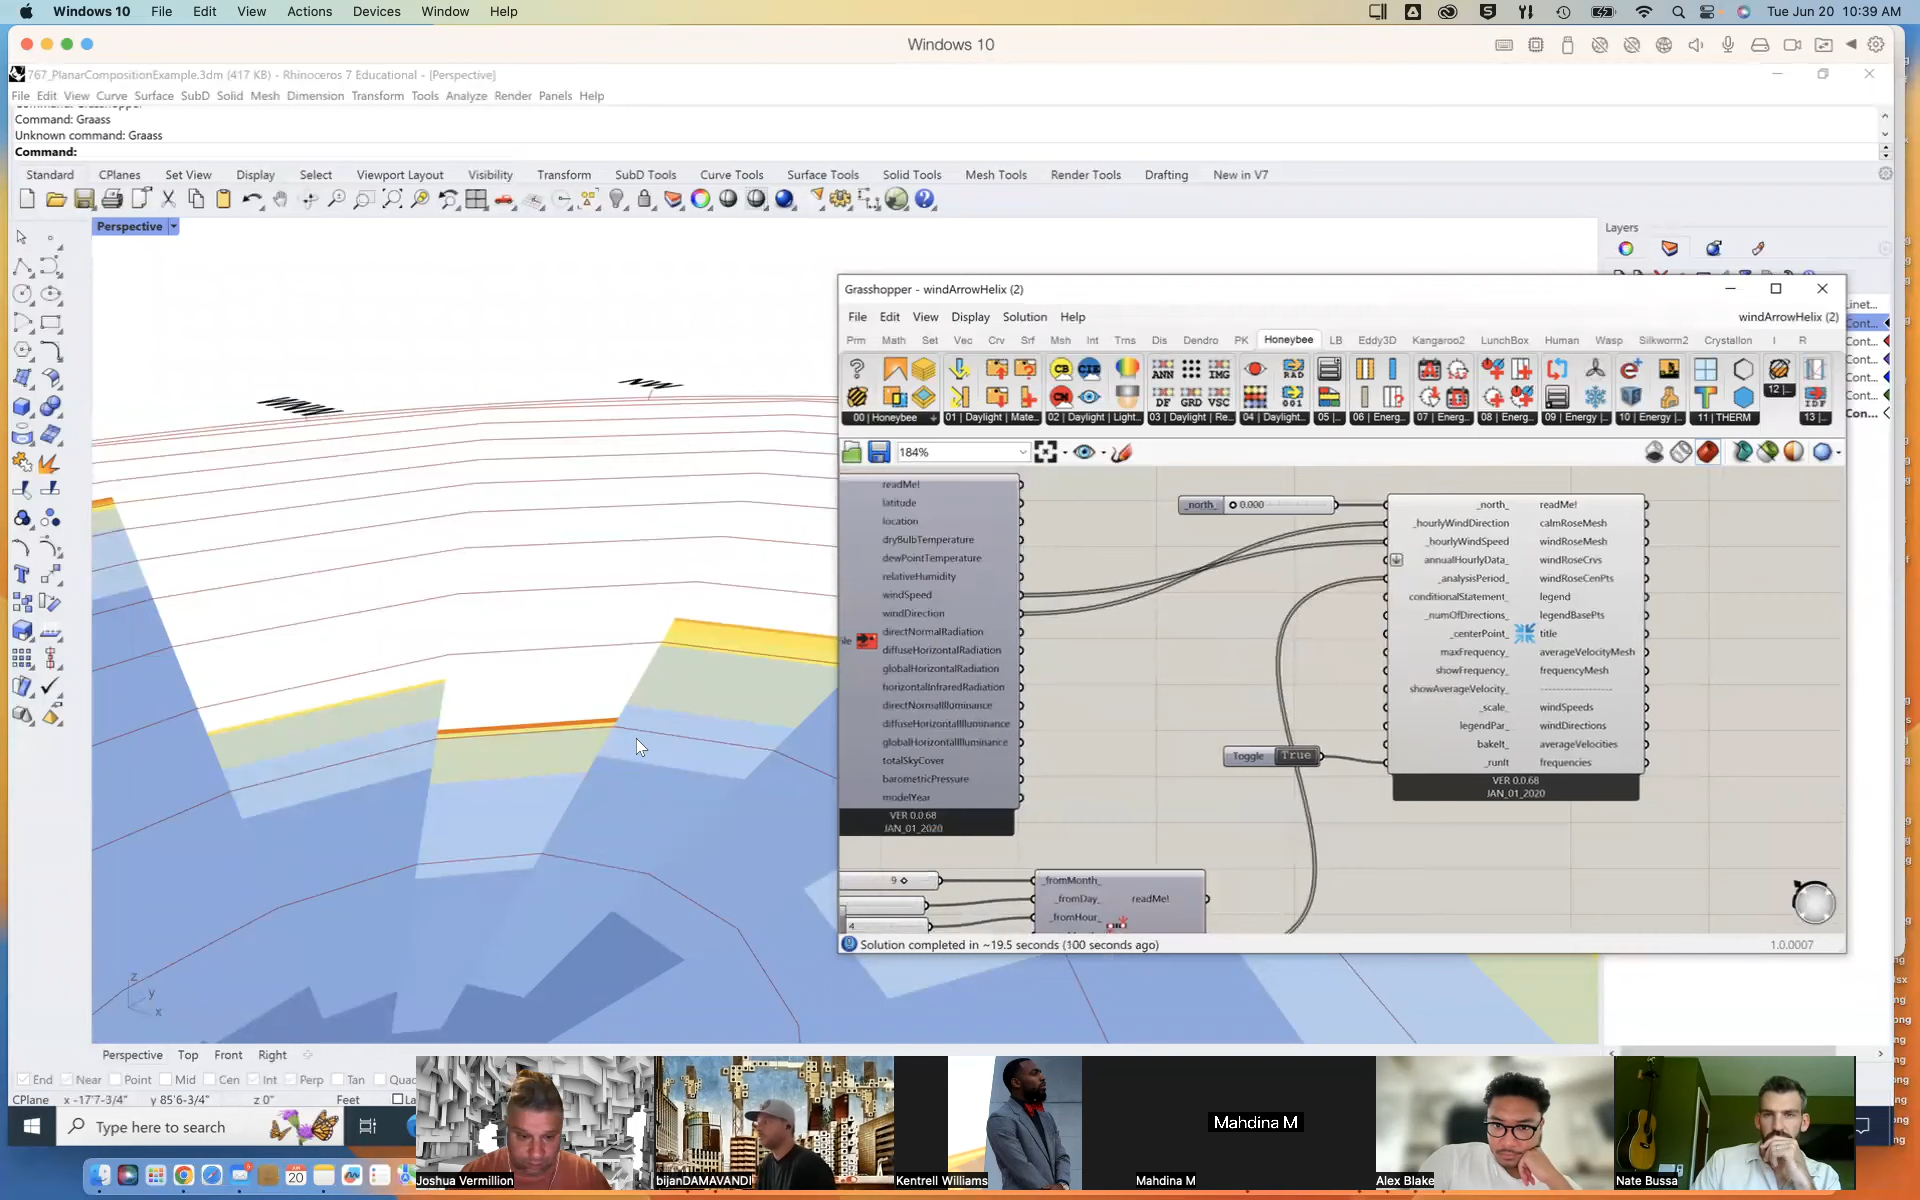 Windows 10 File Edit View Actions Devices Window Help Tue Jun 20 10:39 AM
Windows 10
767_PlanarCompositionExample.3dm (417 KB) - Rhinoceros 7 Educational - [Perspective]
File Edit View Curve Surface SubD Solid Mesh Dimension Transform Tools Analyze Render Panels Help
Command: Graass
Unknown command: Graass
Command:
Standard CPlanes Set View Display Select Viewport Layout Visibility Transform SubD Tools Curve Tools Surface Tools Solid Tools Mesh Tools Render Tools Drafting New in V7
Perspective
Layers
Linet...
Cont...
Cont...
Cont...
Cont...
Cont...
Con...
NW
Grasshopper - windArrowHelix (2)
File Edit View Display Solution Help windArrowHelix (2)
Prm Math Set Vec Crv Srf Msh Int Trns Dis Dendro PK Honeybee LB Eddy3D Kangaroo2 LunchBox Human Wasp Silkworm2 Crystallon I R
00 | Honeybee 01 | Daylight | Mate... 02 | Daylight | Light... 03 | Daylight | Re... 04 | Daylight... 05 |... 06 | Energ... 07 | Energ... 08 | Energ... 09 | Energy |... 10 | Energy |... 11 | THERM 12 |... 13 |...
184%
readMe!
latitude
location
dryBulbTemperature
dewPointTemperature
relativeHumidity
windSpeed
windDirection
directNormalRadiation
diffuseHorizontalRadiation
globalHorizontalRadiation
horizontalInfraredRadiation
directNormalIlluminance
diffuseHorizontalIlluminance
globalHorizontalIlluminance
totalSkyCover
barometricPressure
modelYear
VER 0.0.68
JAN_01_2020
_north_ 0.000
_north_ readMe!
_hourlyWindDirection calmRoseMesh
_hourlyWindSpeed windRoseMesh
annualHourlyData_ windRoseCrvs
_analysisPeriod_ windRoseCenPts
conditionalStatement_ legend
_numOfDirections_ legendBasePts
_centerPoint_ title
maxFrequency_ averageVelocityMesh
showFrequency_ frequencyMesh
showAverageVelocity_ -------------------
_scale_ windSpeeds
legendPar_ windDirections
bakeIt_ averageVelocities
_runIt frequencies
VER 0.0.68
JAN_01_2020
Toggle True
9
4
_fromMonth_
_fromDay_ readMe!
_fromHour_
Solution completed in ~19.5 seconds (100 seconds ago) 1.0.0007
z
y
x
Perspective Top Front Right
End Near Point Mid Cen Int Perp Tan Quad
CPlane x -17'7-3/4" y 85'6-3/4" z 0" Feet
Type here to search
Joshua Vermillion
bijanDAMAVANDI
Kentrell Williams
Mahdina M
Mahdina M
Alex Blake
Nate Bussa